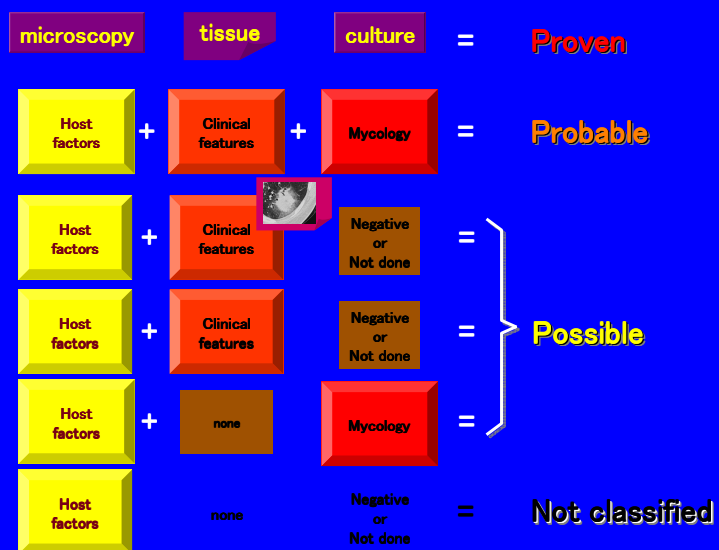 microscopy tissue culture = Proven
Host
factors
+
Clinical
features
+
Mycology
=
Probable
Host
factors
+
Clinical
features
Negative
or
Not done
=
Host
factors
+
Clinical
features
Negative
or
Not done
=
Possible
Host
factors
+
none
Mycology
=
Host
factors
none
Negative
or
Not done
=
Not classified